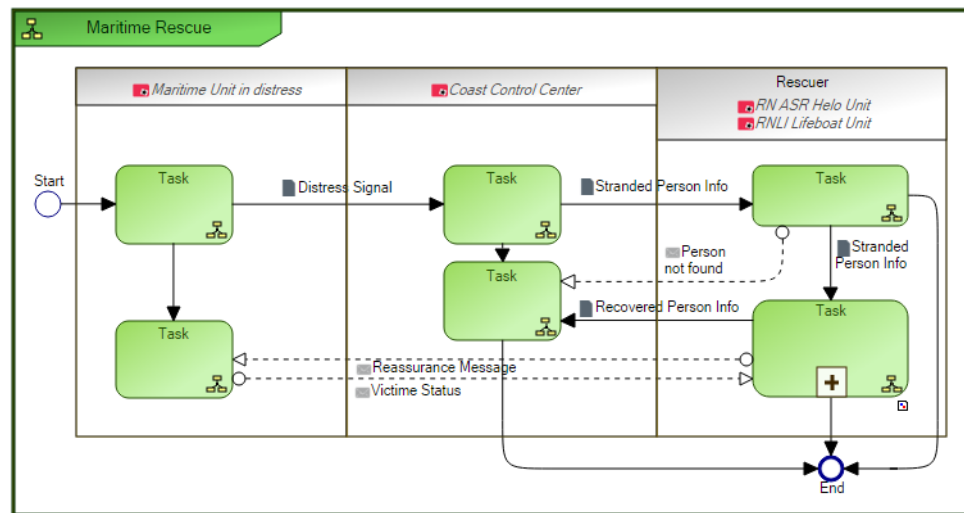 Maritime Rescue
Maritime Unit in distress
Coast Control Center
Rescuer
RN ASR Helo Unit
RNLI Lifeboat Unit
Start
Task
Distress Signal
Task
Stranded Person Info
Task
Person
not found
Stranded
Person Info
Task
Recovered Person Info
Task
Task
Reassurance Message
Victime Status
End